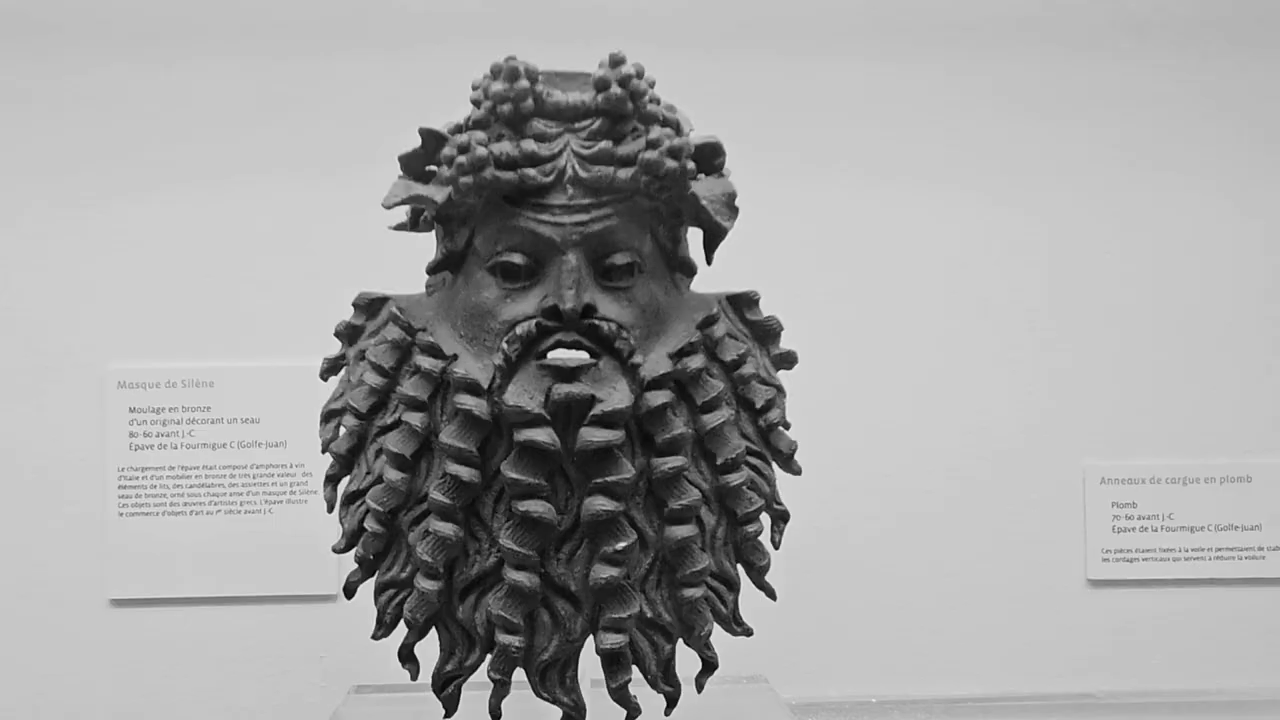 Masque de Silène
Moulage en bronze
d'un original décorant un seau
80-60 avant J.-C.
Épave de la Fourmigue C (Golfe-Juan)
Le chargement de l'épave était composé d'amphores à vin
d'Italie et d'un mobilier en bronze de très grande valeur : des
éléments de lits, des candélabres, des assiettes et un grand
seau de bronze, orné sous chaque anse d'un masque de Silène.
Ces objets sont des œuvres d'artistes grecs. L'épave illustre
le commerce d'objets d'art au Iᵉʳ siècle avant J.-C.
Anneaux de cargue en plomb
Plomb
70-60 avant J.-C.
Épave de la Fourmigue C (Golfe-Juan)
Ces pièces étaient fixées à la voile et permettaient de
les cordages verticaux qui servent à réduire la voilure